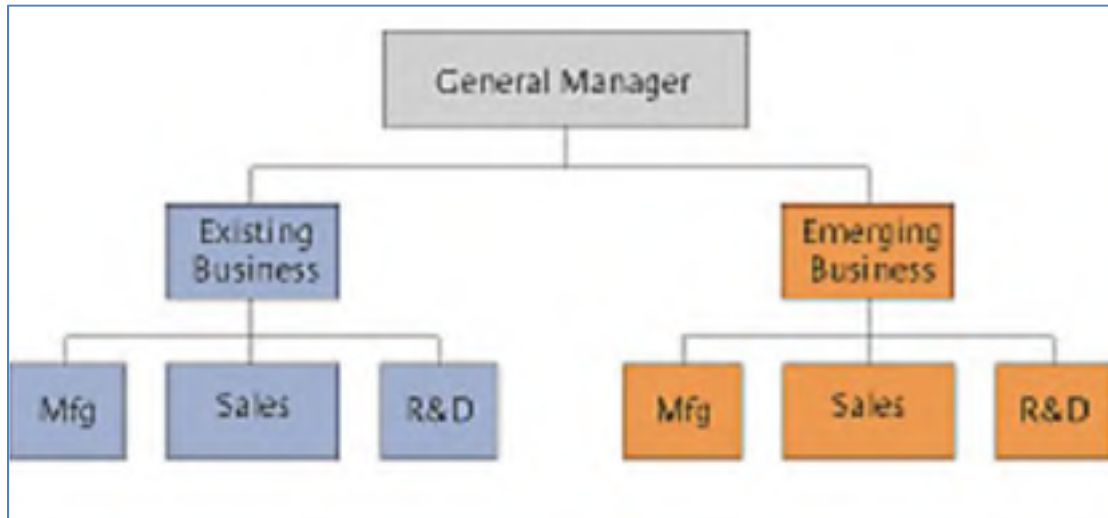 General Manager
Existing
Business
Emerging
Business
Mfg
Sales
R&D
Mfg
Sales
R&D